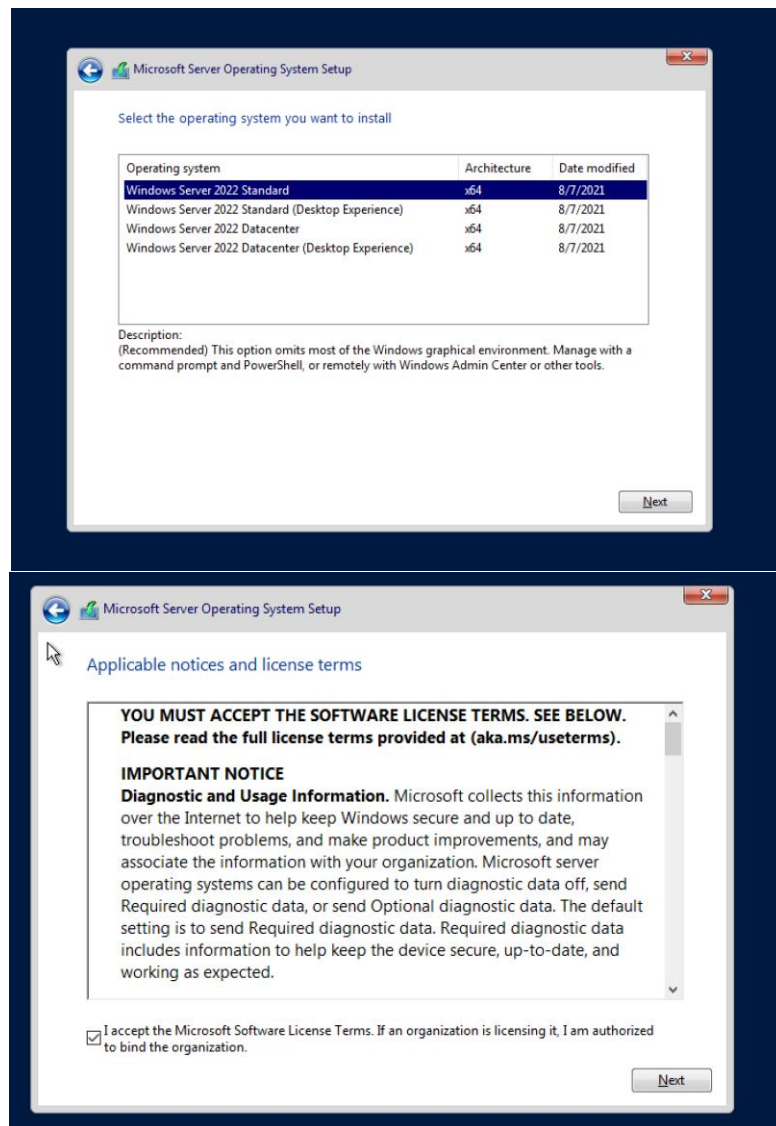 Microsoft Server Operating System Setup
Select the operating system you want to install
Operating system Architecture Date modified
Windows Server 2022 Standard x64 8/7/2021
Windows Server 2022 Standard (Desktop Experience) x64 8/7/2021
Windows Server 2022 Datacenter x64 8/7/2021
Windows Server 2022 Datacenter (Desktop Experience) x64 8/7/2021
Description:
(Recommended) This option omits most of the Windows graphical environment. Manage with a
command prompt and PowerShell, or remotely with Windows Admin Center or other tools.
Next
Microsoft Server Operating System Setup
Applicable notices and license terms
YOU MUST ACCEPT THE SOFTWARE LICENSE TERMS. SEE BELOW.
Please read the full license terms provided at (aka.ms/useterms).
IMPORTANT NOTICE
Diagnostic and Usage Information. Microsoft collects this information
over the Internet to help keep Windows secure and up to date,
troubleshoot problems, and make product improvements, and may
associate the information with your organization. Microsoft server
operating systems can be configured to turn diagnostic data off, send
Required diagnostic data, or send Optional diagnostic data. The default
setting is to send Required diagnostic data. Required diagnostic data
includes information to help keep the device secure, up-to-date, and
working as expected.
I accept the Microsoft Software License Terms. If an organization is licensing it, I am authorized
to bind the organization.
Next